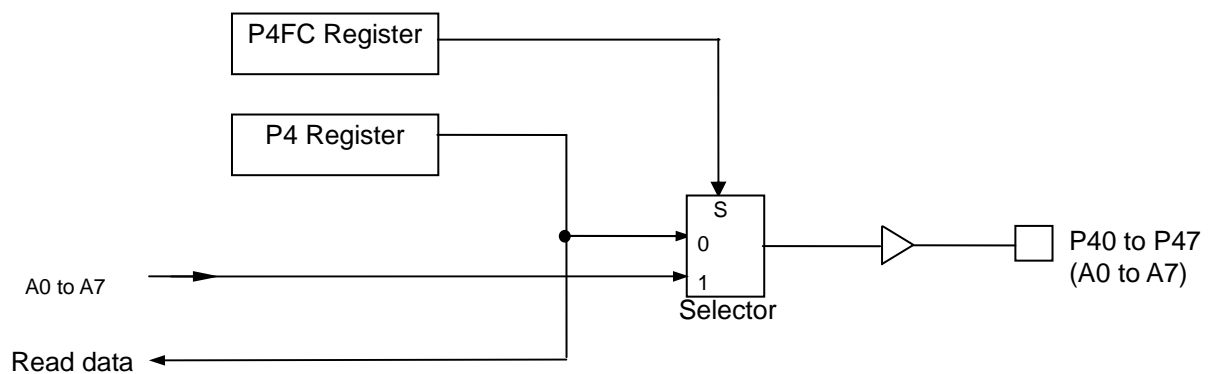 P4FC Register
P4 Register
S
0
1
Selector
P40 to P47
(A0 to A7)
A0 to A7
Read data